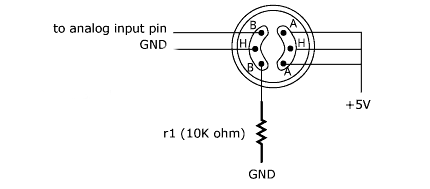 to analog input pin
GND
B
A
H
H
B
A
+5V
r1 (10K ohm)
GND